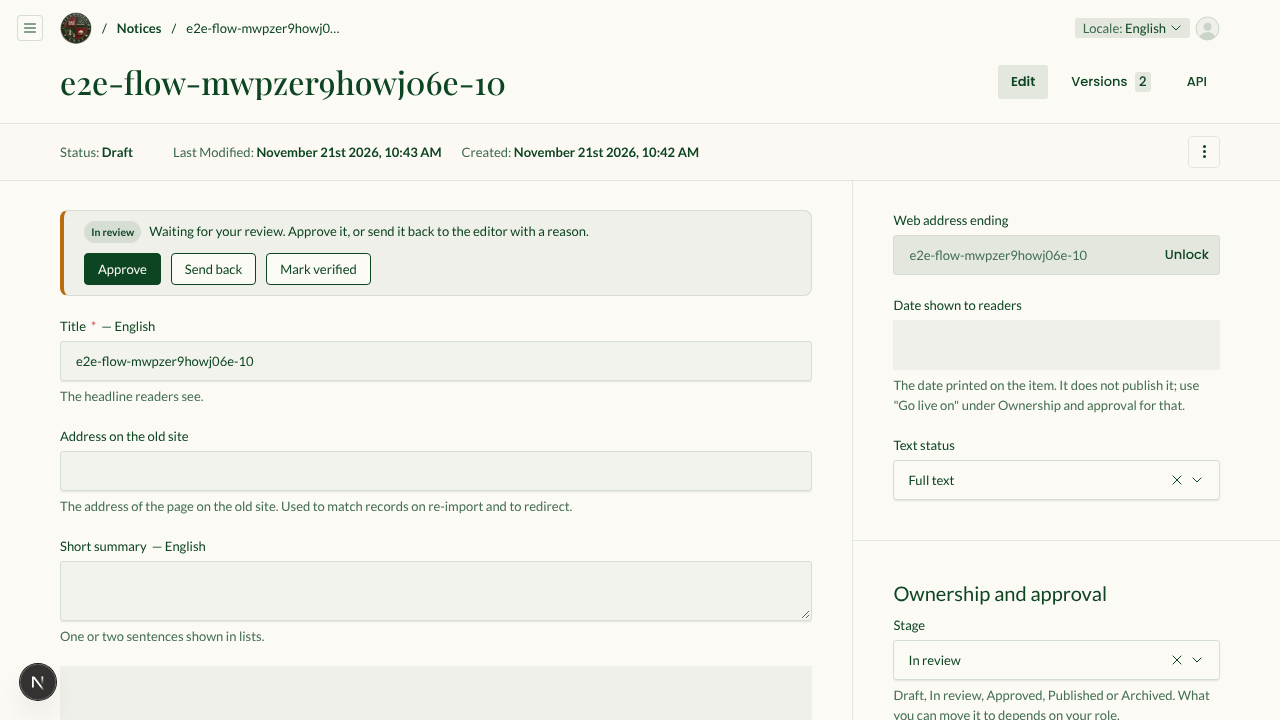 / Notices / e2e-flow-mwpzer9howj0…
Locale: English
e2e-flow-mwpzer9howj06e-10
Edit
Versions 2
API
Status: Draft
Last Modified: November 21st 2026, 10:43 AM
Created: November 21st 2026, 10:42 AM
In review Waiting for your review. Approve it, or send it back to the editor with a reason.
Approve
Send back
Mark verified
Title * — English
e2e-flow-mwpzer9howj06e-10
The headline readers see.
Address on the old site
The address of the page on the old site. Used to match records on re-import and to redirect.
Short summary — English
One or two sentences shown in lists.
N
Web address ending
e2e-flow-mwpzer9howj06e-10
Unlock
Date shown to readers
The date printed on the item. It does not publish it; use
"Go live on" under Ownership and approval for that.
Text status
Full text
Ownership and approval
Stage
In review
Draft, In review, Approved, Published or Archived. What
you can move it to depends on your role.